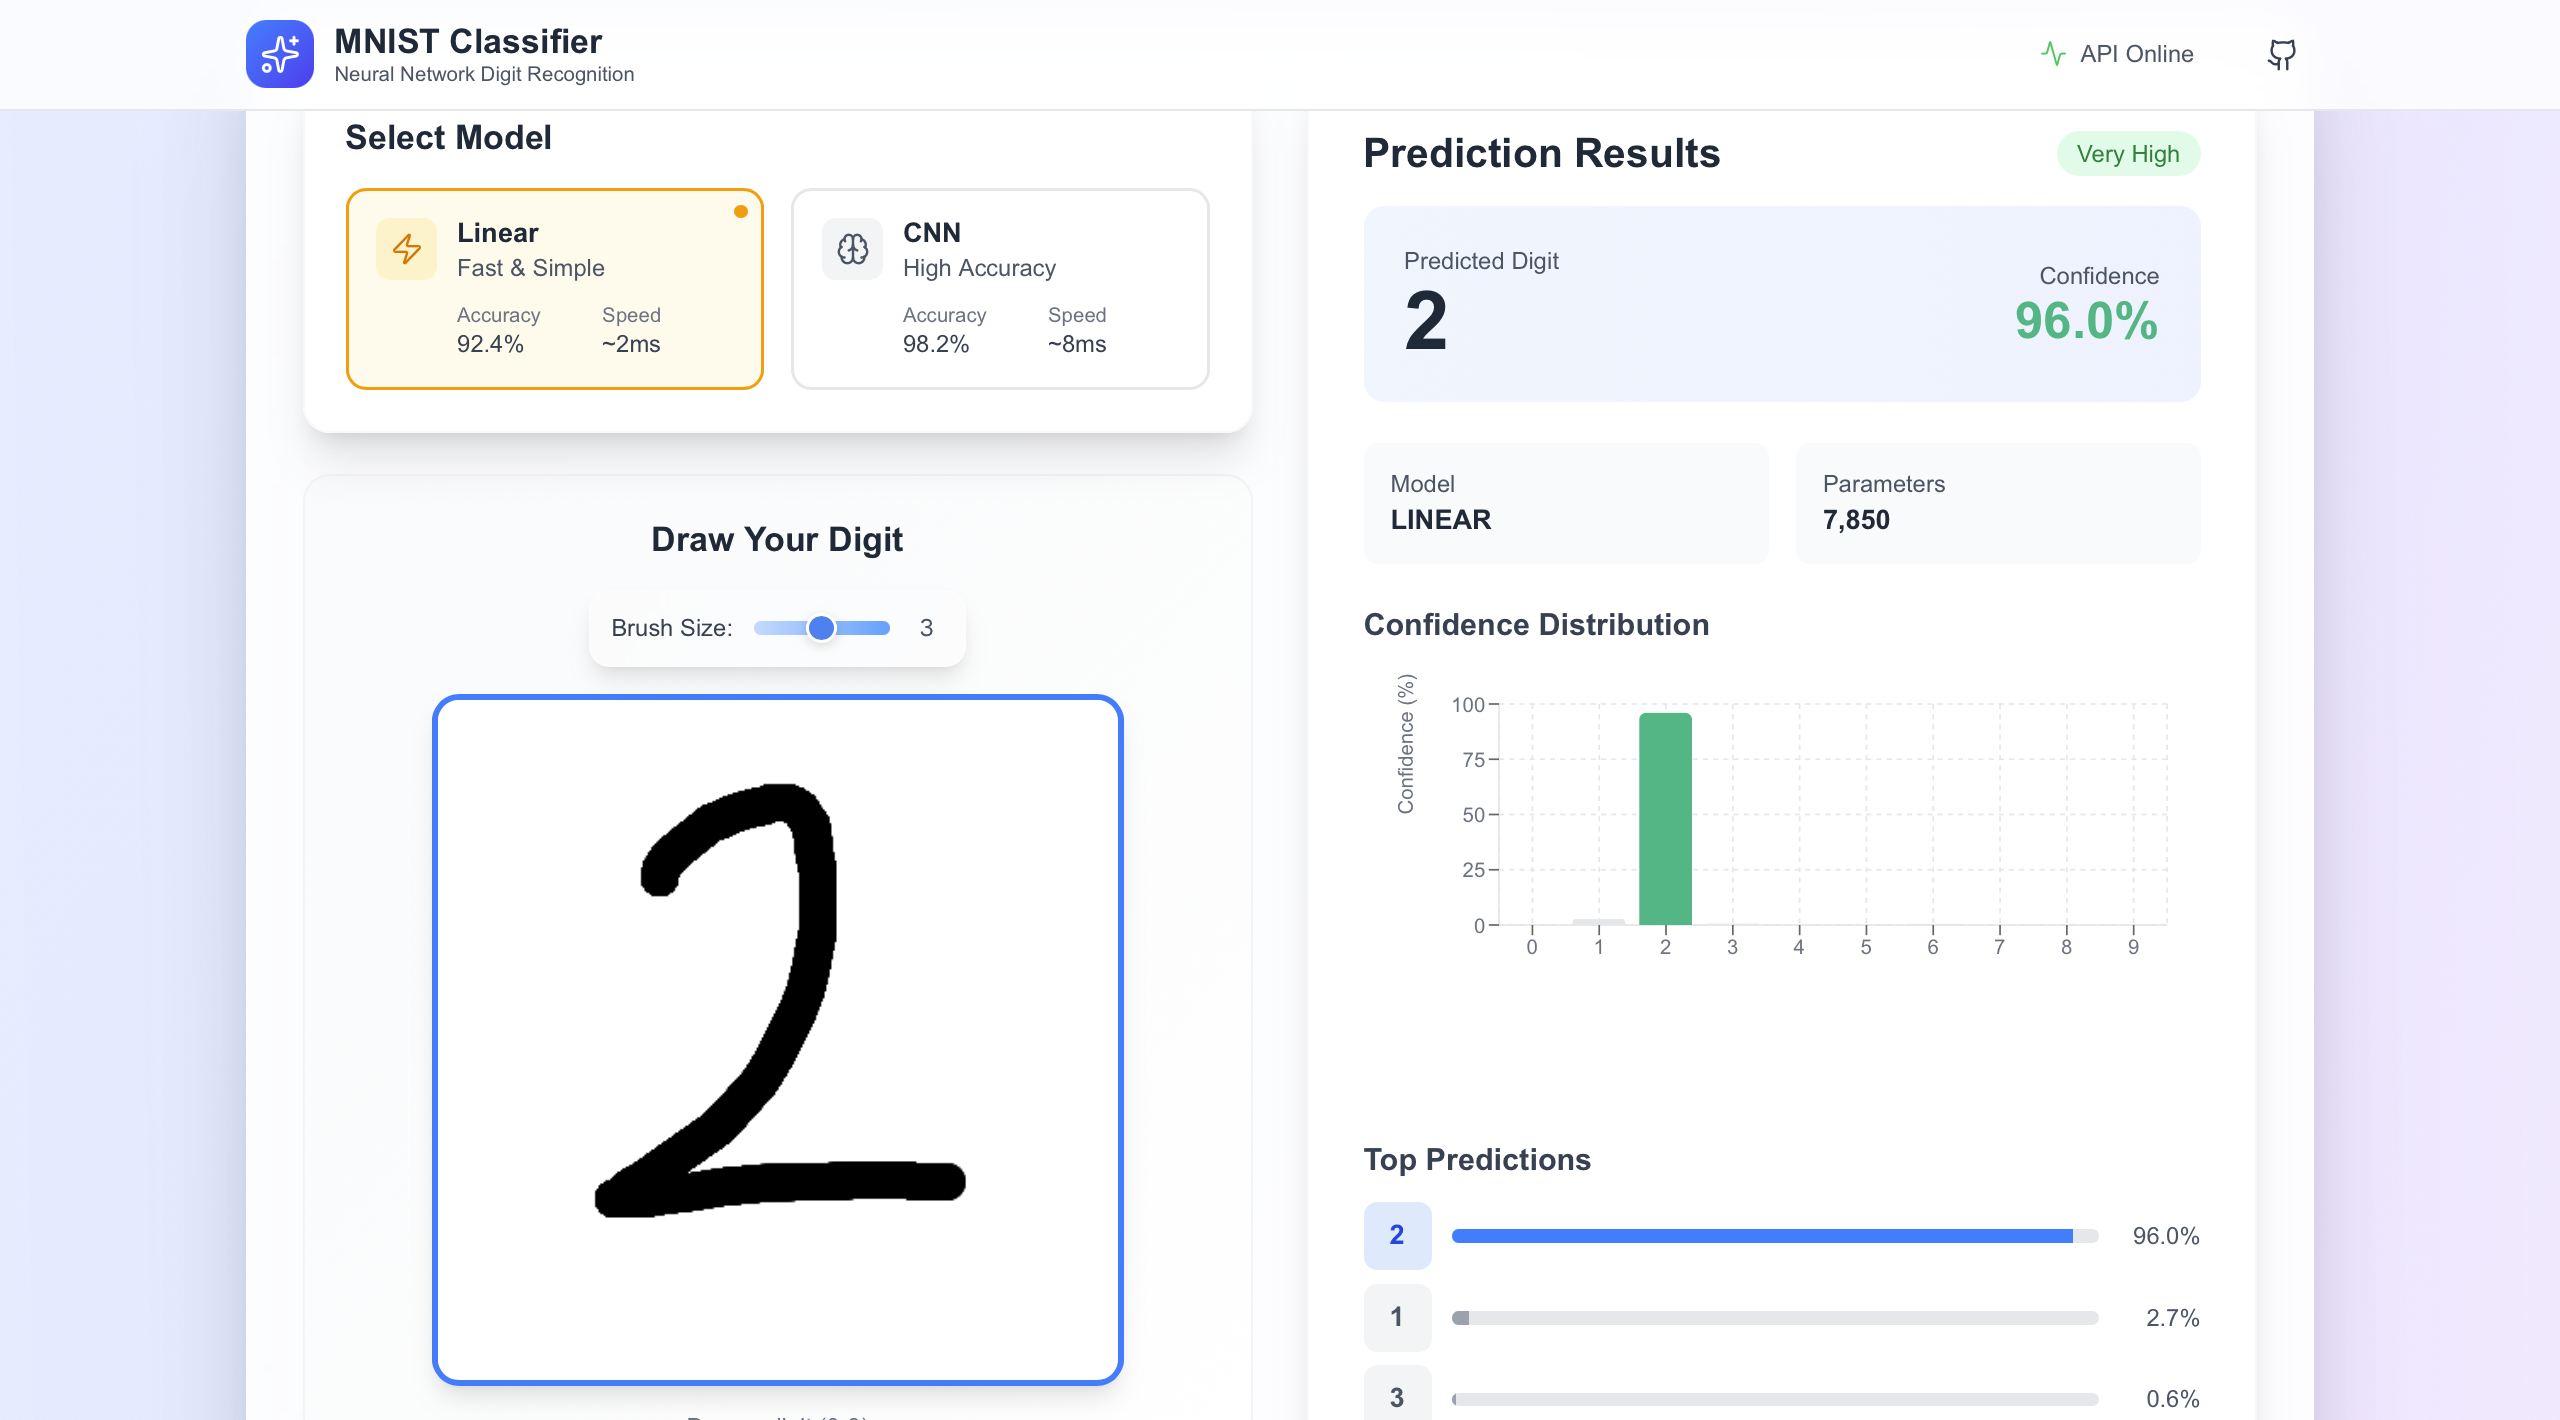 MNIST Classifier
Neural Network Digit Recognition
API Online
Select Model
Linear
Fast & Simple
Accuracy Speed
92.4% ~2ms
CNN
High Accuracy
Accuracy Speed
98.2% ~8ms
Draw Your Digit
Brush Size: 3
2
Prediction Results
Very High
Predicted Digit
2
Confidence
96.0%
Model
LINEAR
Parameters
7,850
Confidence Distribution
Confidence (%)
100
75
50
25
0
0 1 2 3 4 5 6 7 8 9
Top Predictions
2 96.0%
1 2.7%
3 0.6%